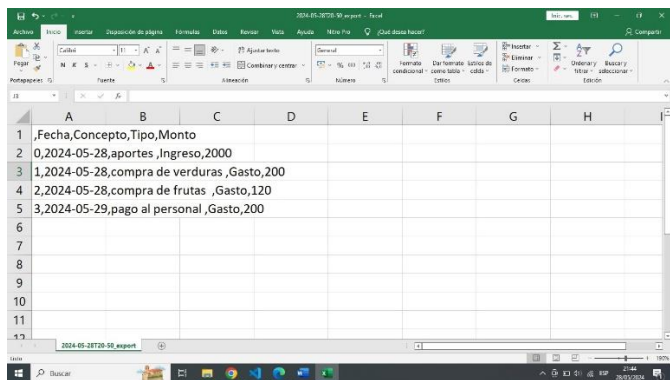 2024-05-28T20-50_export - Excel
Inic. ses.
Archivo Inicio Insertar Disposición de página Fórmulas Datos Revisar Vista Ayuda Nitro Pro ¿Qué desea hacer? Compartir
Pegar
Calibri 11
N K S
Ajustar texto
Combinar y centrar
General
Formato condicional
Dar formato como tabla
Estilos de celda
Insertar
Eliminar
Formato
Ordenar y filtrar
Buscar y seleccionar
Portapapeles Fuente Alineación Número Estilos Celdas Edición
A B C D E F G H
1 ,Fecha,Concepto,Tipo,Monto
2 0,2024-05-28,aportes ,Ingreso,2000
3 1,2024-05-28,compra de verduras ,Gasto,200
4 2,2024-05-28,compra de frutas ,Gasto,120
5 3,2024-05-29,pago al personal ,Gasto,200
6
7
8
9
10
11
12
2024-05-28T20-50_export
Listo
190%
Buscar
ESP
21:44
28/05/2024